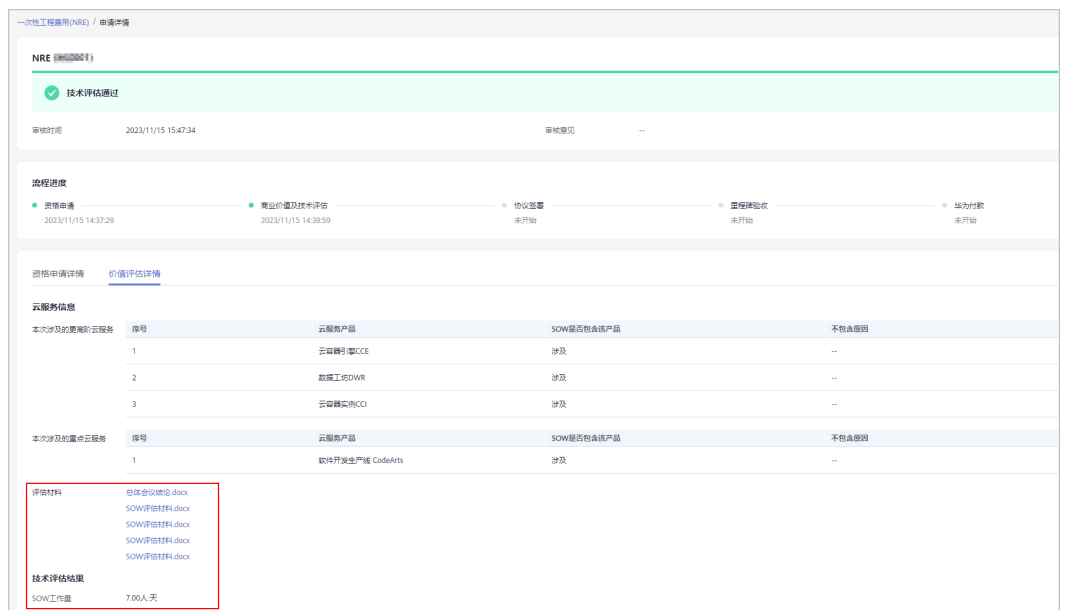 一次性工程费用(NRE) / 申请详情
NRE
技术评估通过
审核时间 2023/11/15 15:47:34 审核意见 --
流程进度
资格申请 商业价值及技术评估 协议签署 里程碑验收 华为付款
2023/11/15 14:37:29 2023/11/15 14:39:59 未开始 未开始 未开始
资格申请详情 价值评估详情
云服务信息
本次涉及的更高阶云服务 序号 云服务产品 SOW是否包含该产品 不包含原因
1 云容器引擎CCE 涉及 --
2 数据工坊DWR 涉及 --
3 云容器实例CCI 涉及 --
本次涉及的重点云服务 序号 云服务产品 SOW是否包含该产品 不包含原因
1 软件开发生产线 CodeArts 涉及 --
评估材料 总体会议结论.docx
SOW评估材料.docx
SOW评估材料.docx
SOW评估材料.docx
SOW评估材料.docx
技术评估结果
SOW工作量 7.00人·天